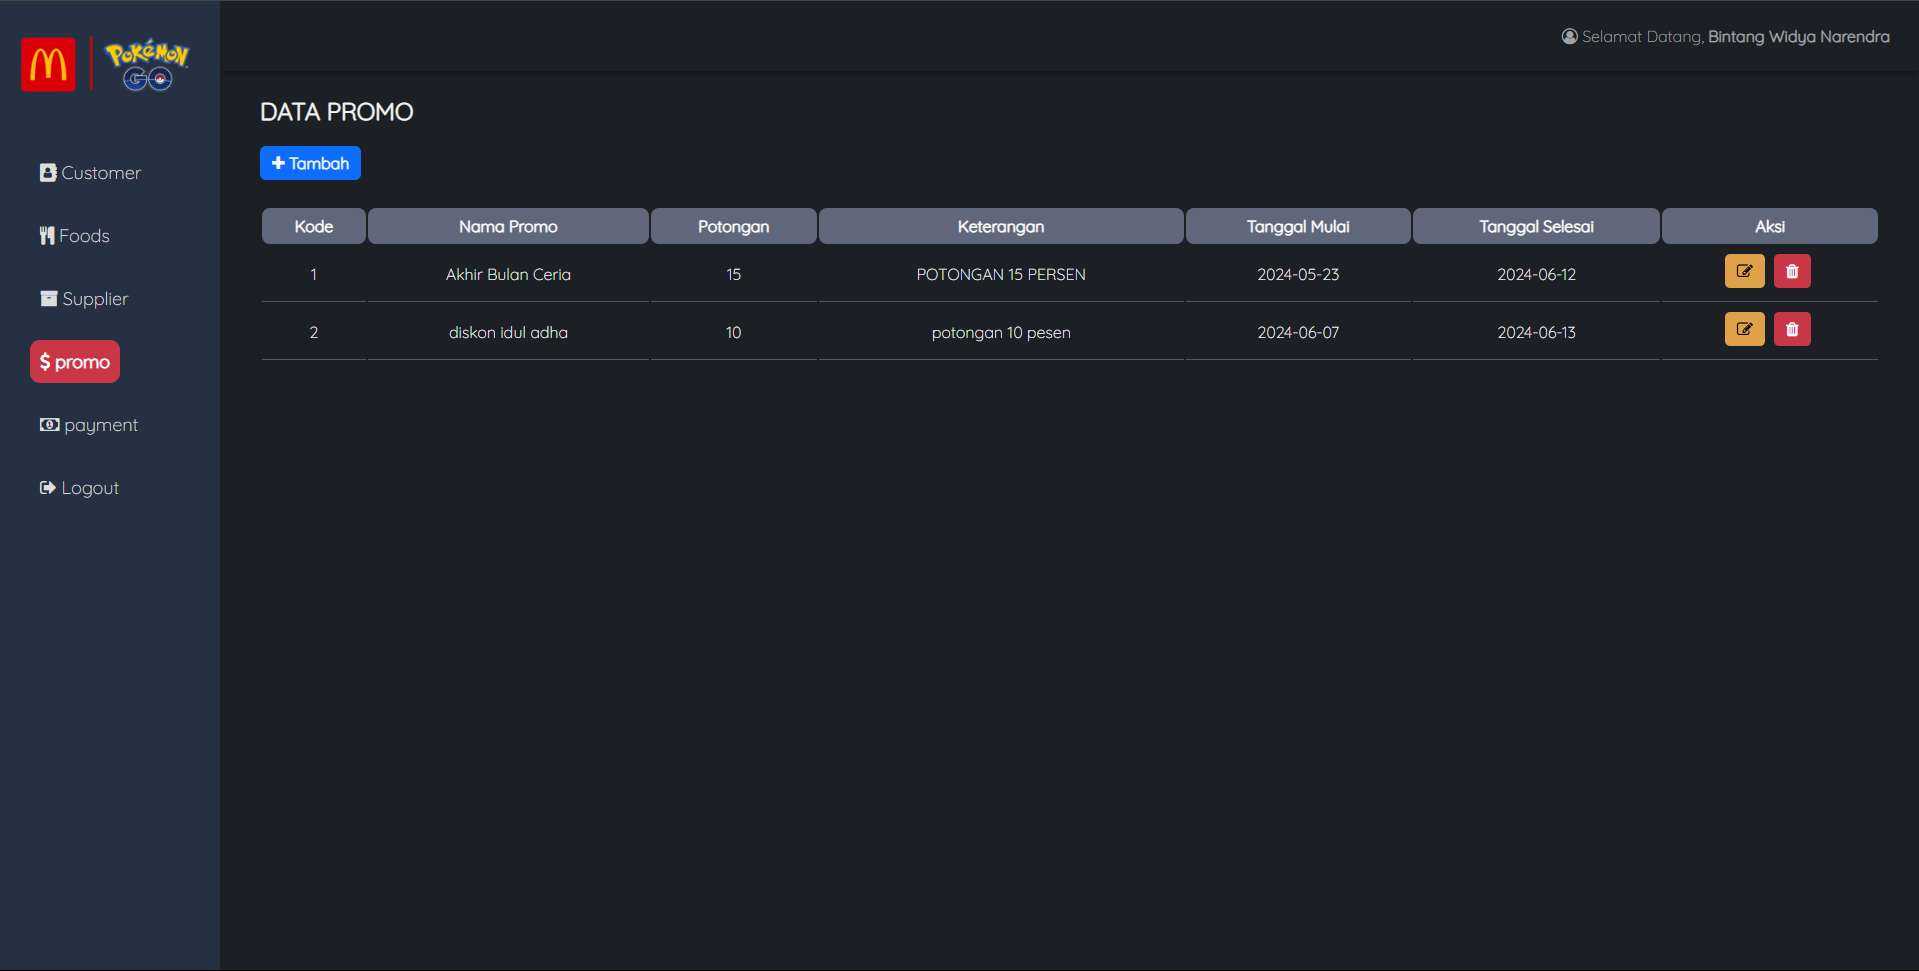 POKéMON
GO
Selamat Datang, Bintang Widya Narendra
Customer
Foods
Supplier
$ promo
payment
Logout
DATA PROMO
+ Tambah
Kode Nama Promo Potongan Keterangan Tanggal Mulai Tanggal Selesai Aksi
1 Akhir Bulan Ceria 15 POTONGAN 15 PERSEN 2024-05-23 2024-06-12
2 diskon idul adha 10 potongan 10 pesen 2024-06-07 2024-06-13